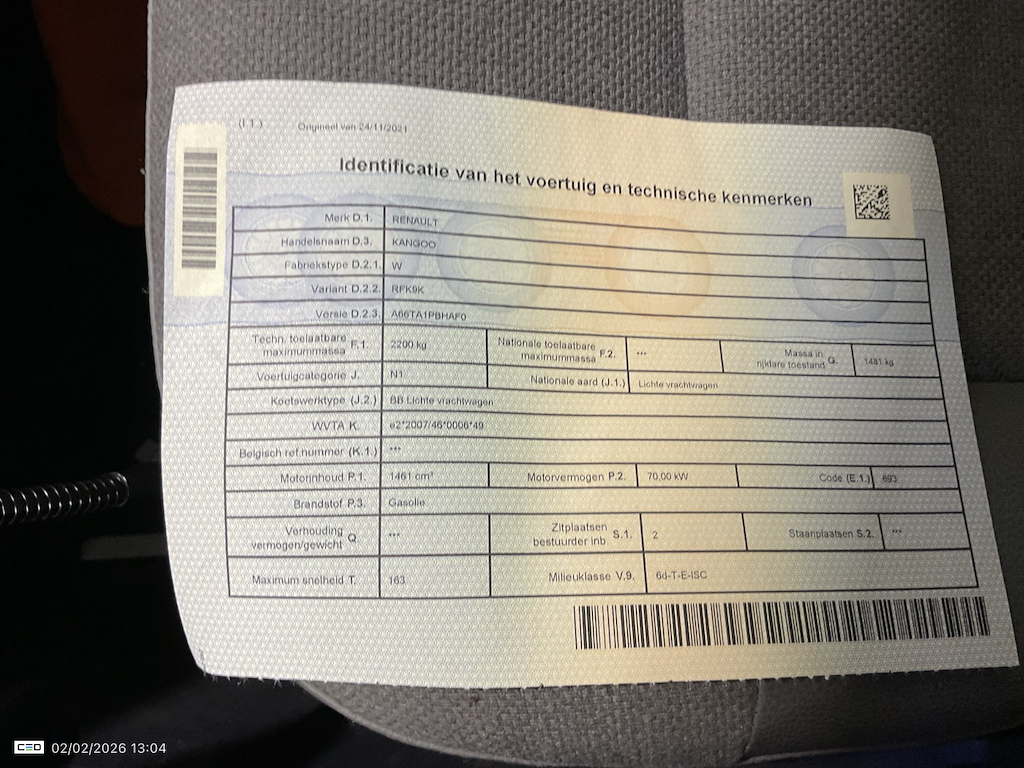 (I.1.) Origineel van 24/11/2021
Identificatie van het voertuig en technische kenmerken
Merk D.1. RENAULT
Handelsnaam D.3. KANGOO
Fabriekstype D.2.1. W
Variant D.2.2. RFK9K
Versie D.2.3. A66TA1PBHAF0
Techn. toelaatbare maximummassa F.1. 2200 kg Nationale toelaatbare maximummassa F.2. *** Massa in rijklare toestand G. 1481 kg
Voertuigcategorie J. N1 Nationale aard (J.1.) Lichte vrachtwagen
Koetswerktype (J.2.) BB Lichte vrachtwagen
WVTA K. e2*2007/46*0006*49
Belgisch ref.nummer (K.1.) ***
Motorinhoud P.1. 1461 cm³ Motorvermogen P.2. 70,00 kW Code (E.1.) 693
Brandstof P.3. Gasolie
Verhouding vermogen/gewicht Q. *** Zitplaatsen bestuurder inb. S.1. 2 Staanplaatsen S.2. ***
Maximum snelheid T. 163 Milieuklasse V.9. 6d-T-E-ISC
CEO 02/02/2026 13:04